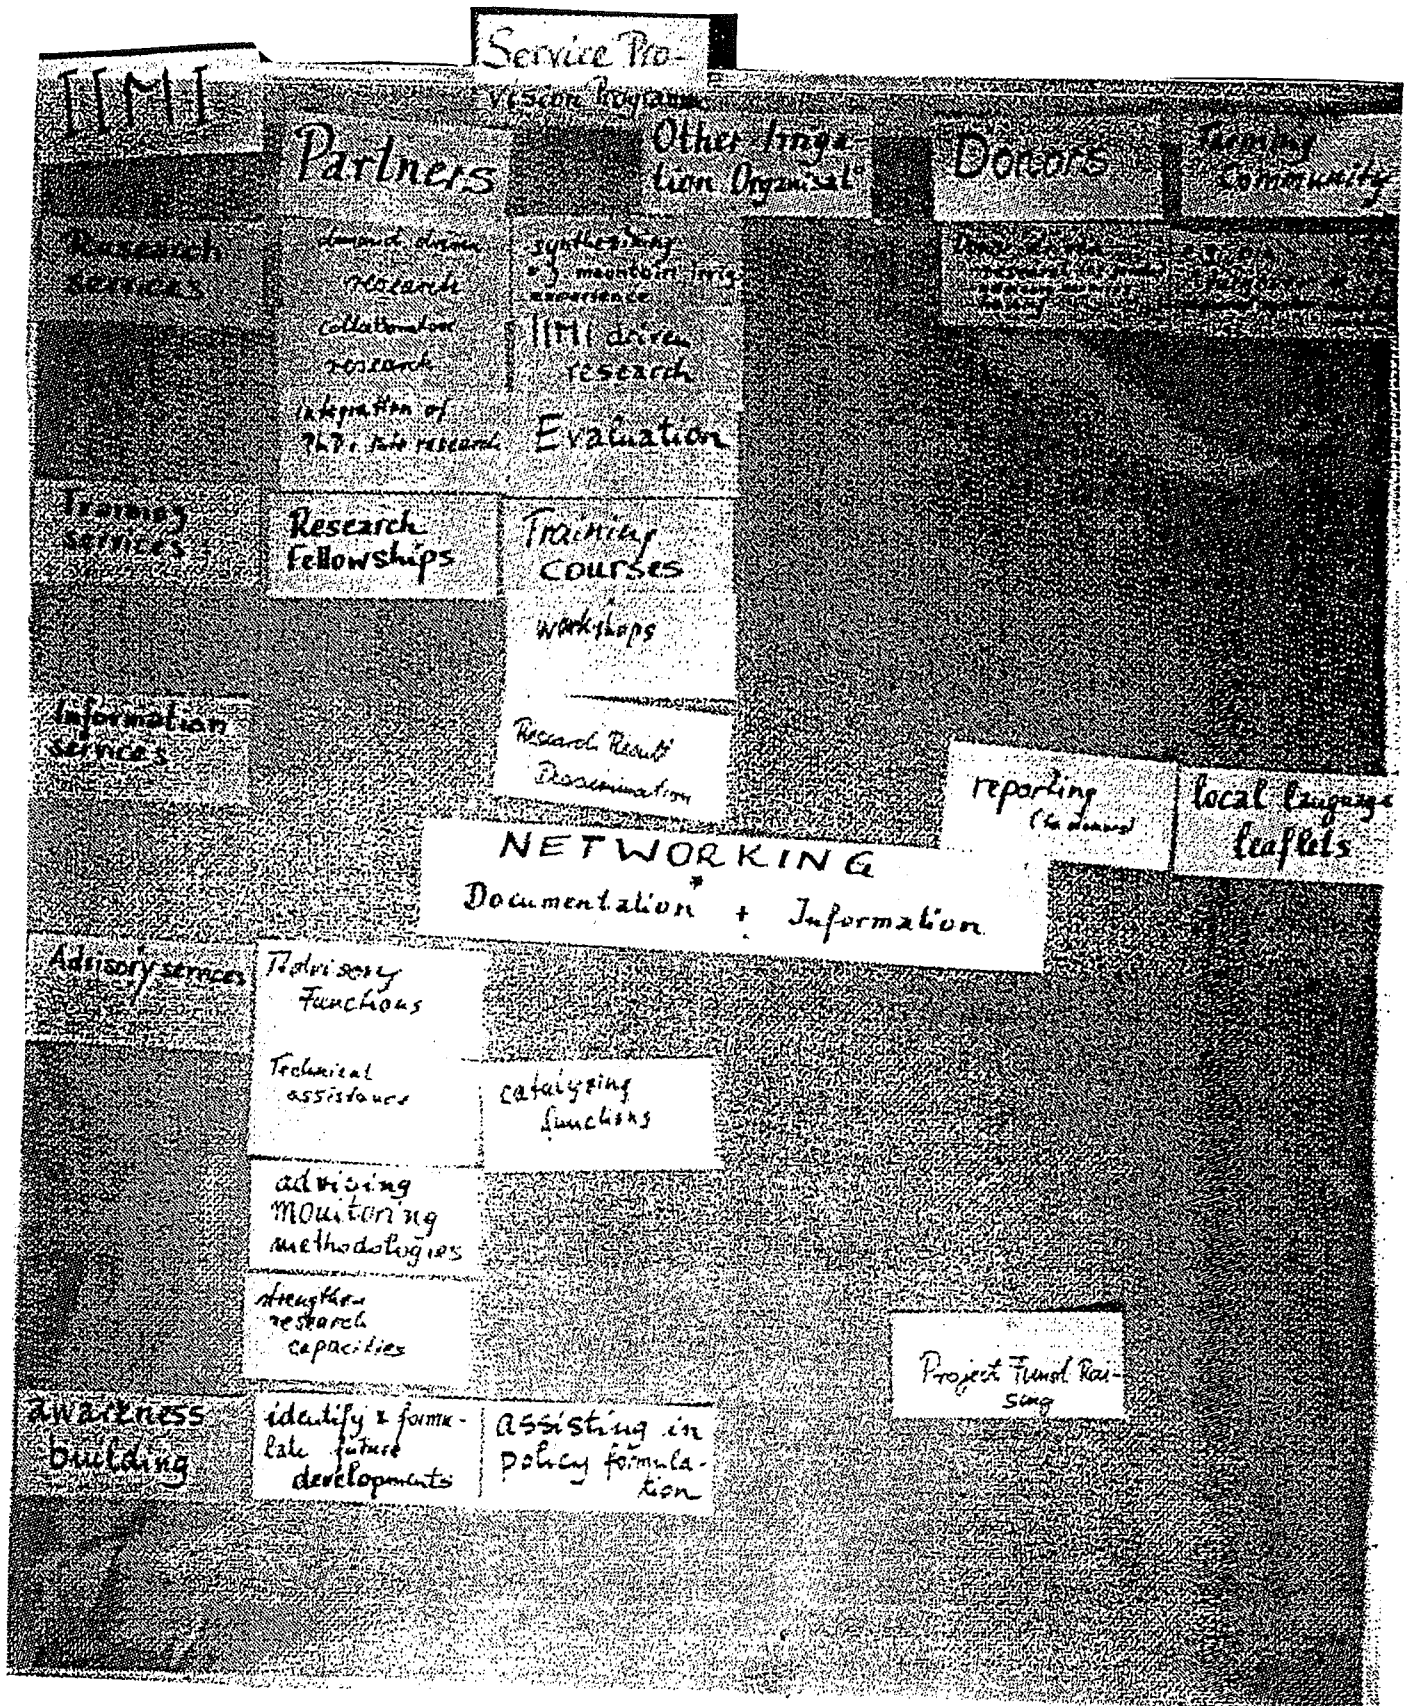 IIMI
Service Pro-
vision Programme
Partners
Other Irriga-
tion Organisat°
Donors
Farming
Community
Research
services
demand driven
research
synthesizing
e.g. mountain irrig
experience
Donor driven
collaborative
research
IIMI driven
research
integration of
research
Evaluation
Training
services
Research
Fellowships
Training
courses
workshops
Information
services
Research Result
Dissemination
reporting
(to donors)
local language
leaflets
NETWORKING
*
Documentation + Information
Advisory services
Advisory
Functions
Technical
assistance
catalyzing
functions
advising
monitoring
methodologies
strengthen
research
capacities
Project Fund Rai-
sing
awareness
building
identify & formu-
late future
developments
assisting in
policy formula-
tion